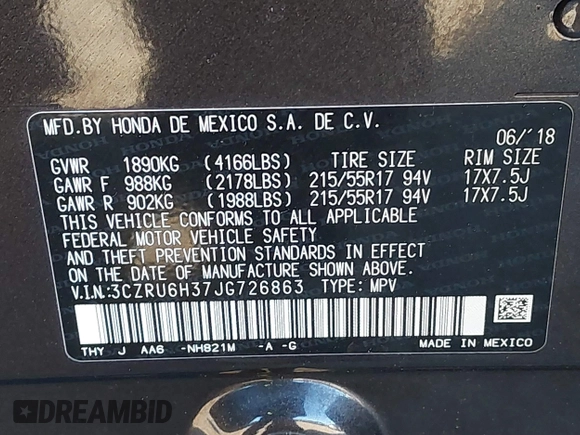 MFD.BY HONDA DE MEXICO S.A. DE C.V.
06/'18
GVWR 1890KG (4166LBS) TIRE SIZE RIM SIZE
GAWR F 988KG (2178LBS) 215/55R17 94V 17X7.5J
GAWR R 902KG (1988LBS) 215/55R17 94V 17X7.5J
THIS VEHICLE CONFORMS TO ALL APPLICABLE
FEDERAL MOTOR VEHICLE SAFETY
AND THEFT PREVENTION STANDARDS IN EFFECT
ON THE DATE OF MANUFACTURE SHOWN ABOVE.
V.I.N.:3CZRU6H37JG726863 TYPE: MPV
THY J AA6 -NH821M -A -G
MADE IN MEXICO
DREAMBID